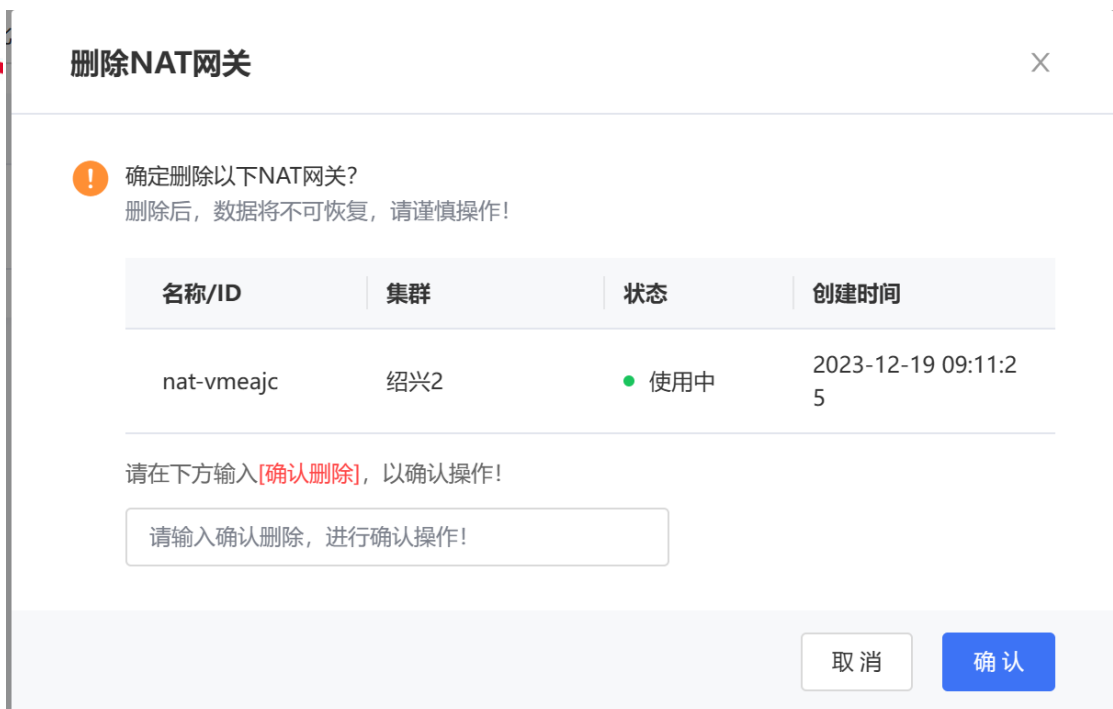 删除NAT网关
确定删除以下NAT网关？
删除后，数据将不可恢复，请谨慎操作！
名称/ID 集群 状态 创建时间
nat-vmeajc 绍兴2 使用中 2023-12-19 09:11:2
5
请在下方输入[确认删除]，以确认操作！
请输入确认删除，进行确认操作！
取消 确认